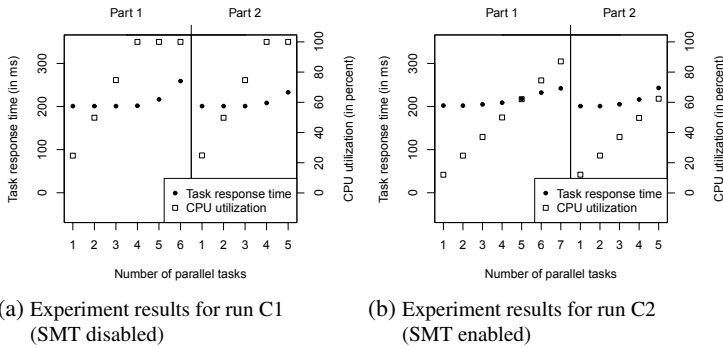 Part 1 Part 2
Task response time (in ms)
0 100 200 300
CPU utilization (in percent)
0 20 40 60 80 100
Task response time
CPU utilization
1 2 3 4 5 6 1 2 3 4 5
Number of parallel tasks
(a) Experiment results for run C1
(SMT disabled)
Part 1 Part 2
Task response time (in ms)
0 100 200 300
CPU utilization (in percent)
0 20 40 60 80 100
Task response time
CPU utilization
1 2 3 4 5 6 7 1 2 3 4 5
Number of parallel tasks
(b) Experiment results for run C2
(SMT enabled)